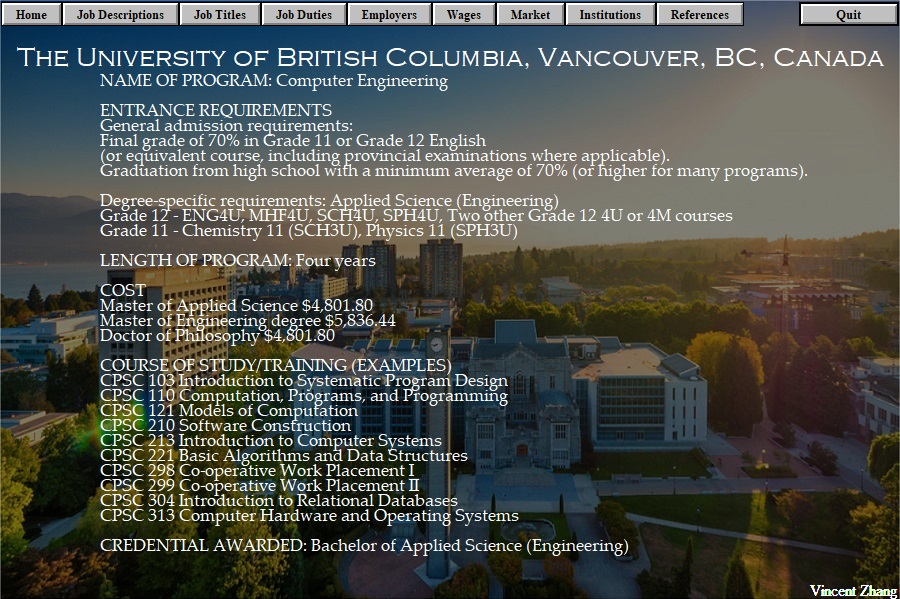 Home Job Descriptions Job Titles Job Duties Employers Wages Market Institutions References Quit
The University of British Columbia, Vancouver, BC, Canada
NAME OF PROGRAM: Computer Engineering
ENTRANCE REQUIREMENTS
General admission requirements:
Final grade of 70% in Grade 11 or Grade 12 English
(or equivalent course, including provincial examinations where applicable).
Graduation from high school with a minimum average of 70% (or higher for many programs).
Degree-specific requirements: Applied Science (Engineering)
Grade 12 - ENG4U, MHF4U, SCH4U, SPH4U, Two other Grade 12 4U or 4M courses
Grade 11 - Chemistry 11 (SCH3U), Physics 11 (SPH3U)
LENGTH OF PROGRAM: Four years
COST
Master of Applied Science $4,801.80
Master of Engineering degree $5,836.44
Doctor of Philosophy $4,801.80
COURSE OF STUDY/TRAINING (EXAMPLES)
CPSC 103 Introduction to Systematic Program Design
CPSC 110 Computation, Programs, and Programming
CPSC 121 Models of Computation
CPSC 210 Software Construction
CPSC 213 Introduction to Computer Systems
CPSC 221 Basic Algorithms and Data Structures
CPSC 298 Co-operative Work Placement I
CPSC 299 Co-operative Work Placement II
CPSC 304 Introduction to Relational Databases
CPSC 313 Computer Hardware and Operating Systems
CREDENTIAL AWARDED: Bachelor of Applied Science (Engineering)
Vincent Zhang